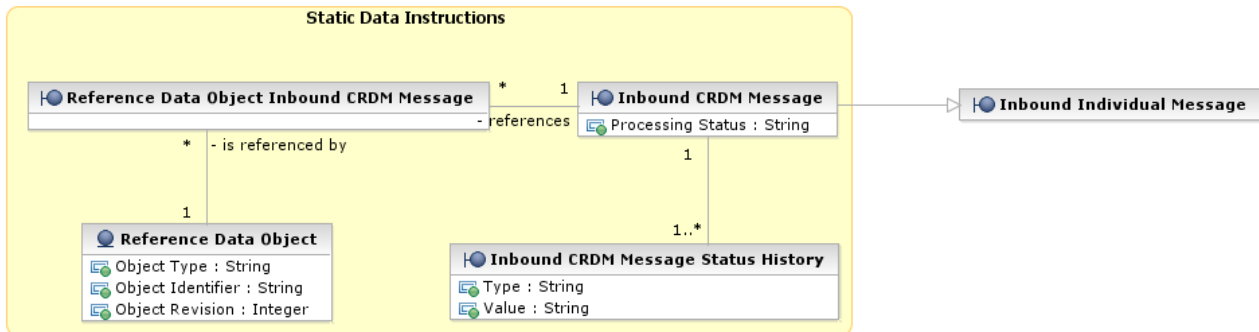 Static Data Instructions
Reference Data Object Inbound CRDM Message
*
1
Inbound CRDM Message
Inbound Individual Message
- references
Processing Status : String
*
- is referenced by
1
1
1..*
Reference Data Object
Object Type : String
Object Identifier : String
Object Revision : Integer
Inbound CRDM Message Status History
Type : String
Value : String